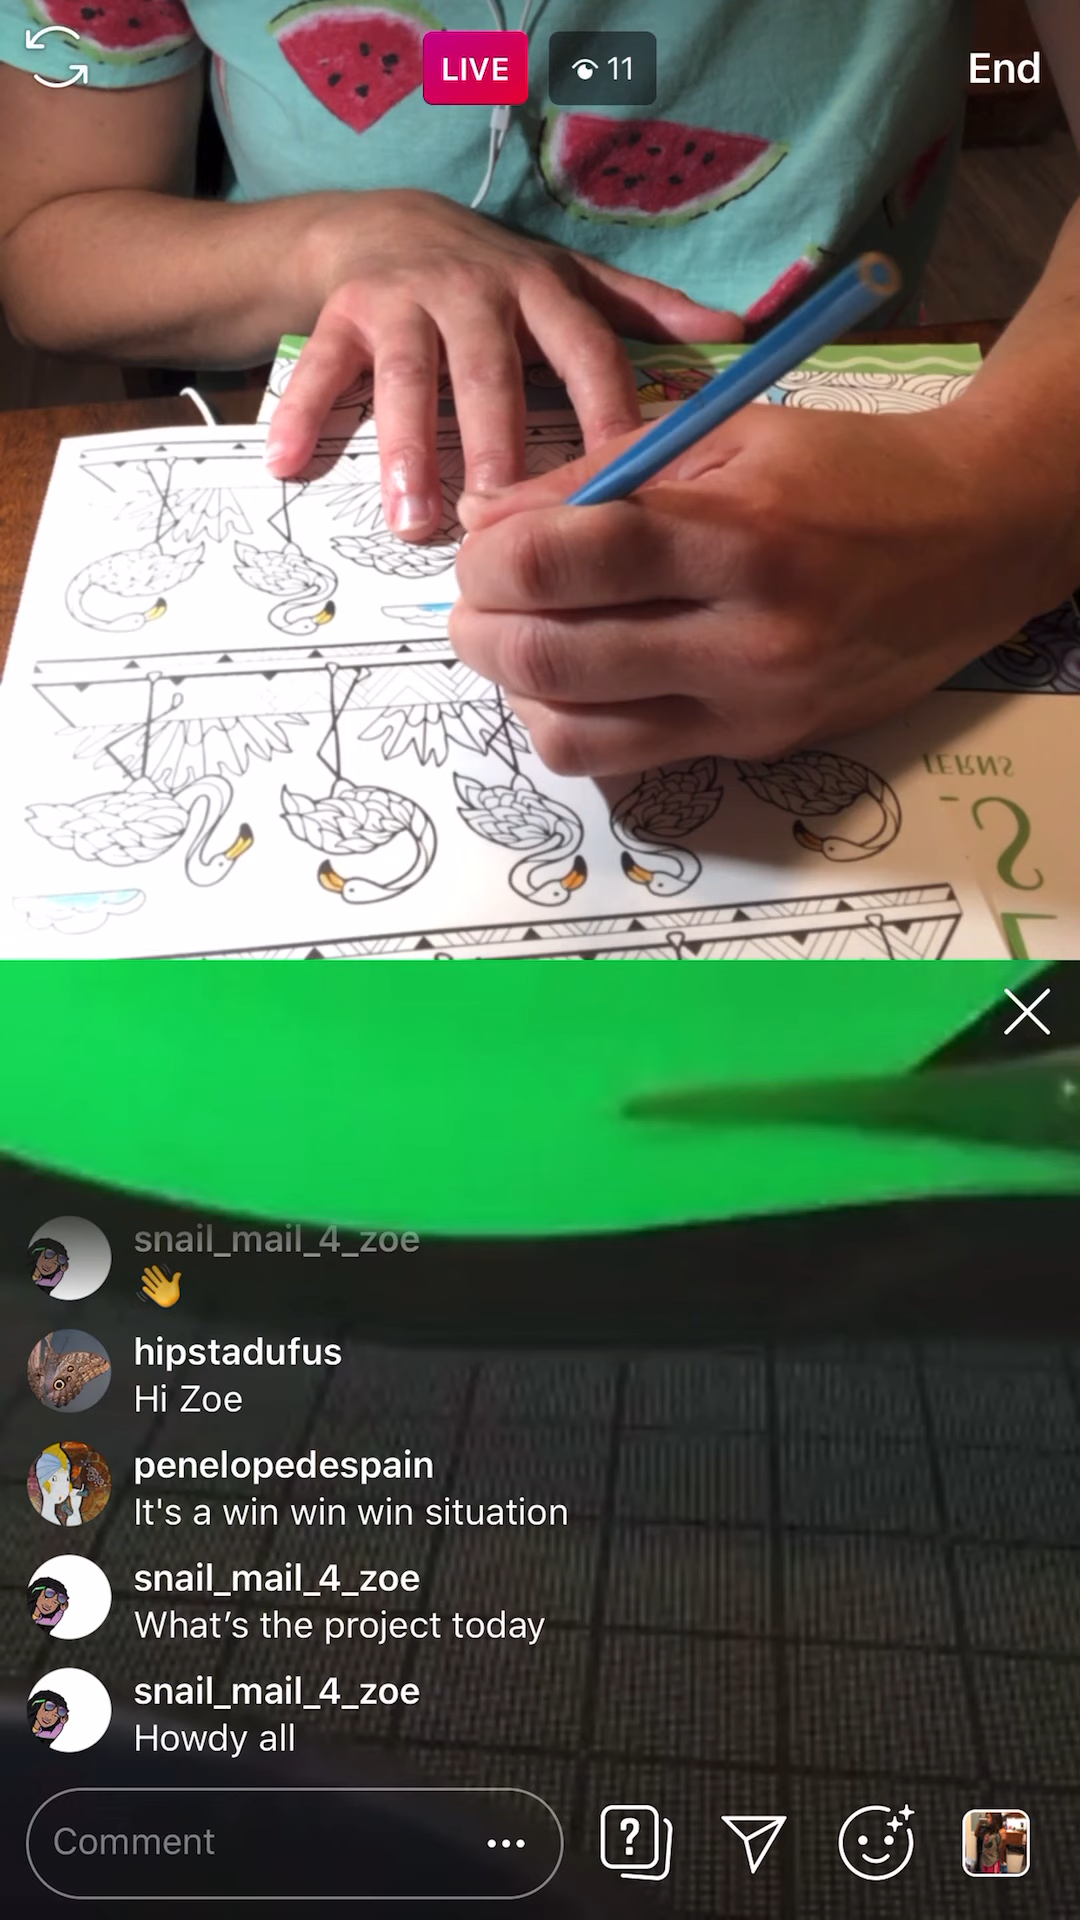 LIVE
11
End
TERNS
snail_mail_4_zoe
👋
hipstadufus
Hi Zoe
penelopedespain
It's a win win win situation
snail_mail_4_zoe
What’s the project today
snail_mail_4_zoe
Howdy all
Comment
?